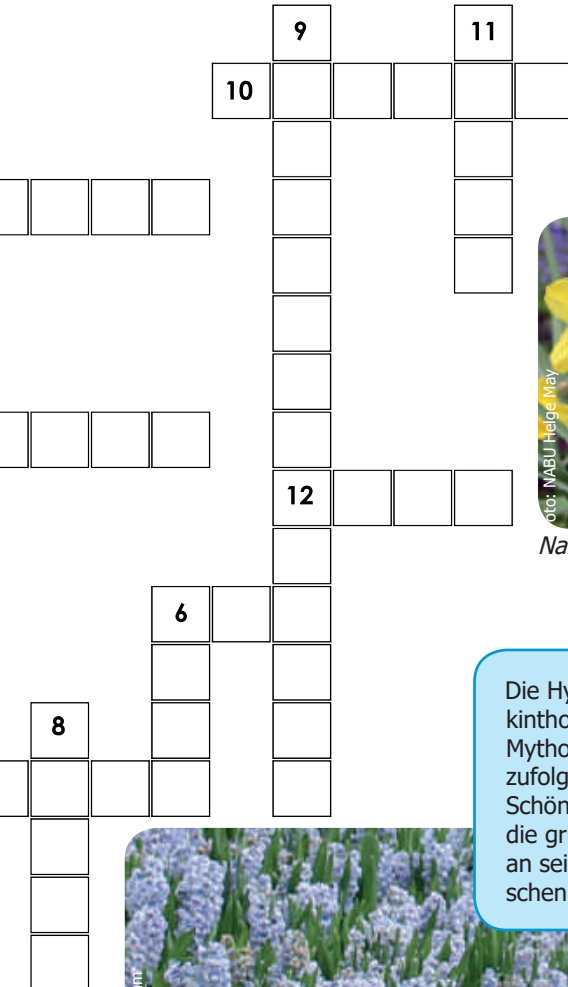 9
11
10
oto: NABU Helge May
12
Na
6
8
Die Hy
kintho
Mytho
zufolg
Schön
die gr
an sei
schen
m